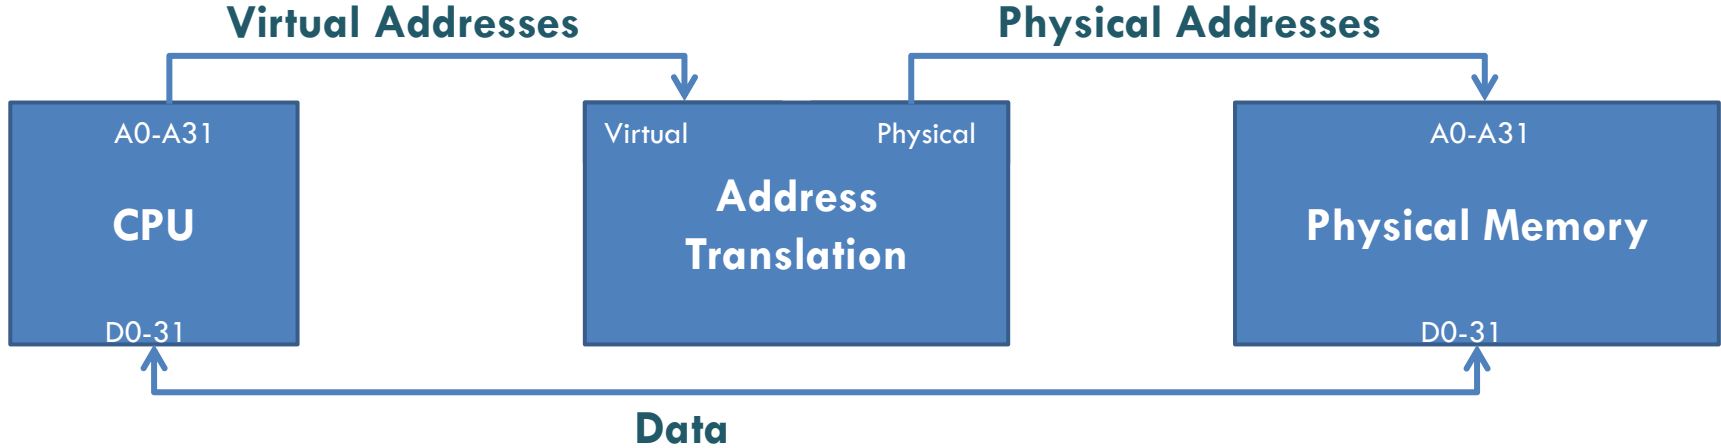 Virtual Addresses
Physical Addresses
A0-A31
CPU
D0-31
Virtual
Physical
Address
Translation
A0-A31
Physical Memory
D0-31
Data